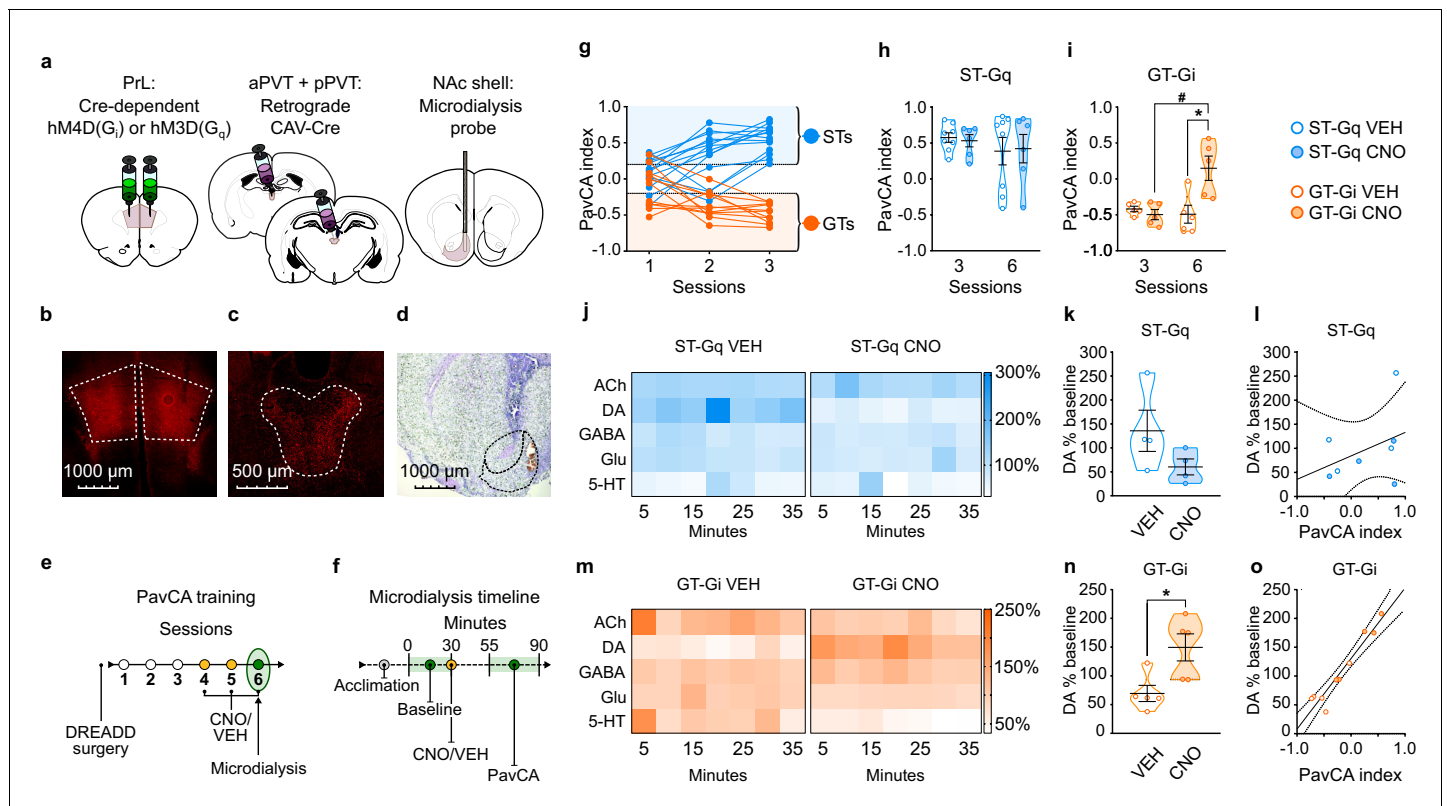 a
PrL:
Cre-dependent
hM4D(Gi) or hM3D(Gq)
aPVT + pPVT:
Retrograde
CAV-Cre
NAc shell:
Microdialysis
probe
b
1000 µm
c
500 µm
d
1000 µm
e
PavCA training
Sessions
1 2 3 4 5 6
DREADD
surgery
CNO/
VEH
Microdialysis
f
Microdialysis timeline
Minutes
0 30 55 90
Acclimation
Baseline
CNO/VEH
PavCA
g
PavCA index
1.0
0.5
0.0
0.5
-1.0
1 2 3
Sessions
STs
GTs
h
ST-Gq
PavCA index
1.0
0.5
0.0
0.5
-1.0
3 6
Sessions
i
GT-Gi
PavCA index
1.0
0.5
0.0
-0.5
-1.0
#
*
3 6
Sessions
ST-Gq VEH
ST-Gq CNO
GT-Gi VEH
GT-Gi CNO
j
ST-Gq VEH
ST-Gq CNO
ACh
DA
GABA
Glu
5-HT
5 15 25 35
Minutes
5 15 25 35
Minutes
300%
200%
100%
k
ST-Gq
DA % baseline
300
250
200
150
100
50
0
VEH
CNO
l
ST-Gq
DA % baseline
300
250
200
150
100
50
0
-1.0 0.0 1.0
PavCA index
m
GT-Gi VEH
GT-Gi CNO
ACh
DA
GABA
Glu
5-HT
5 15 25 35
Minutes
5 15 25 35
Minutes
250%
150%
50%
n
GT-Gi
DA % baseline
250
200
150
100
50
0
*
VEH
CNO
o
GT-Gi
DA % baseline
250
200
150
100
50
0
-1.0 0.0 1.0
PavCA index